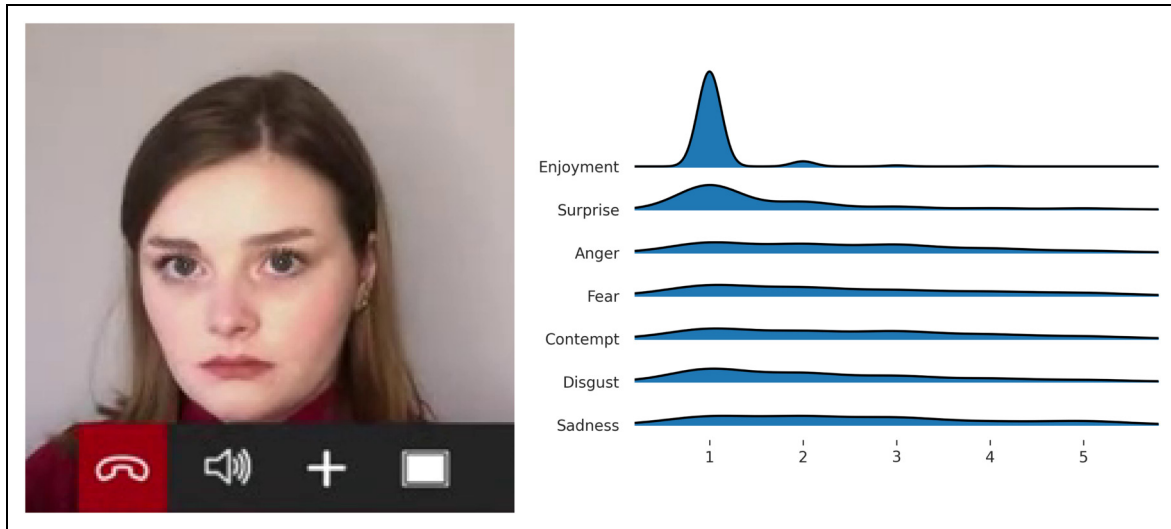 Enjoyment
Surprise
Anger
Fear
Contempt
Disgust
Sadness
1 2 3 4 5